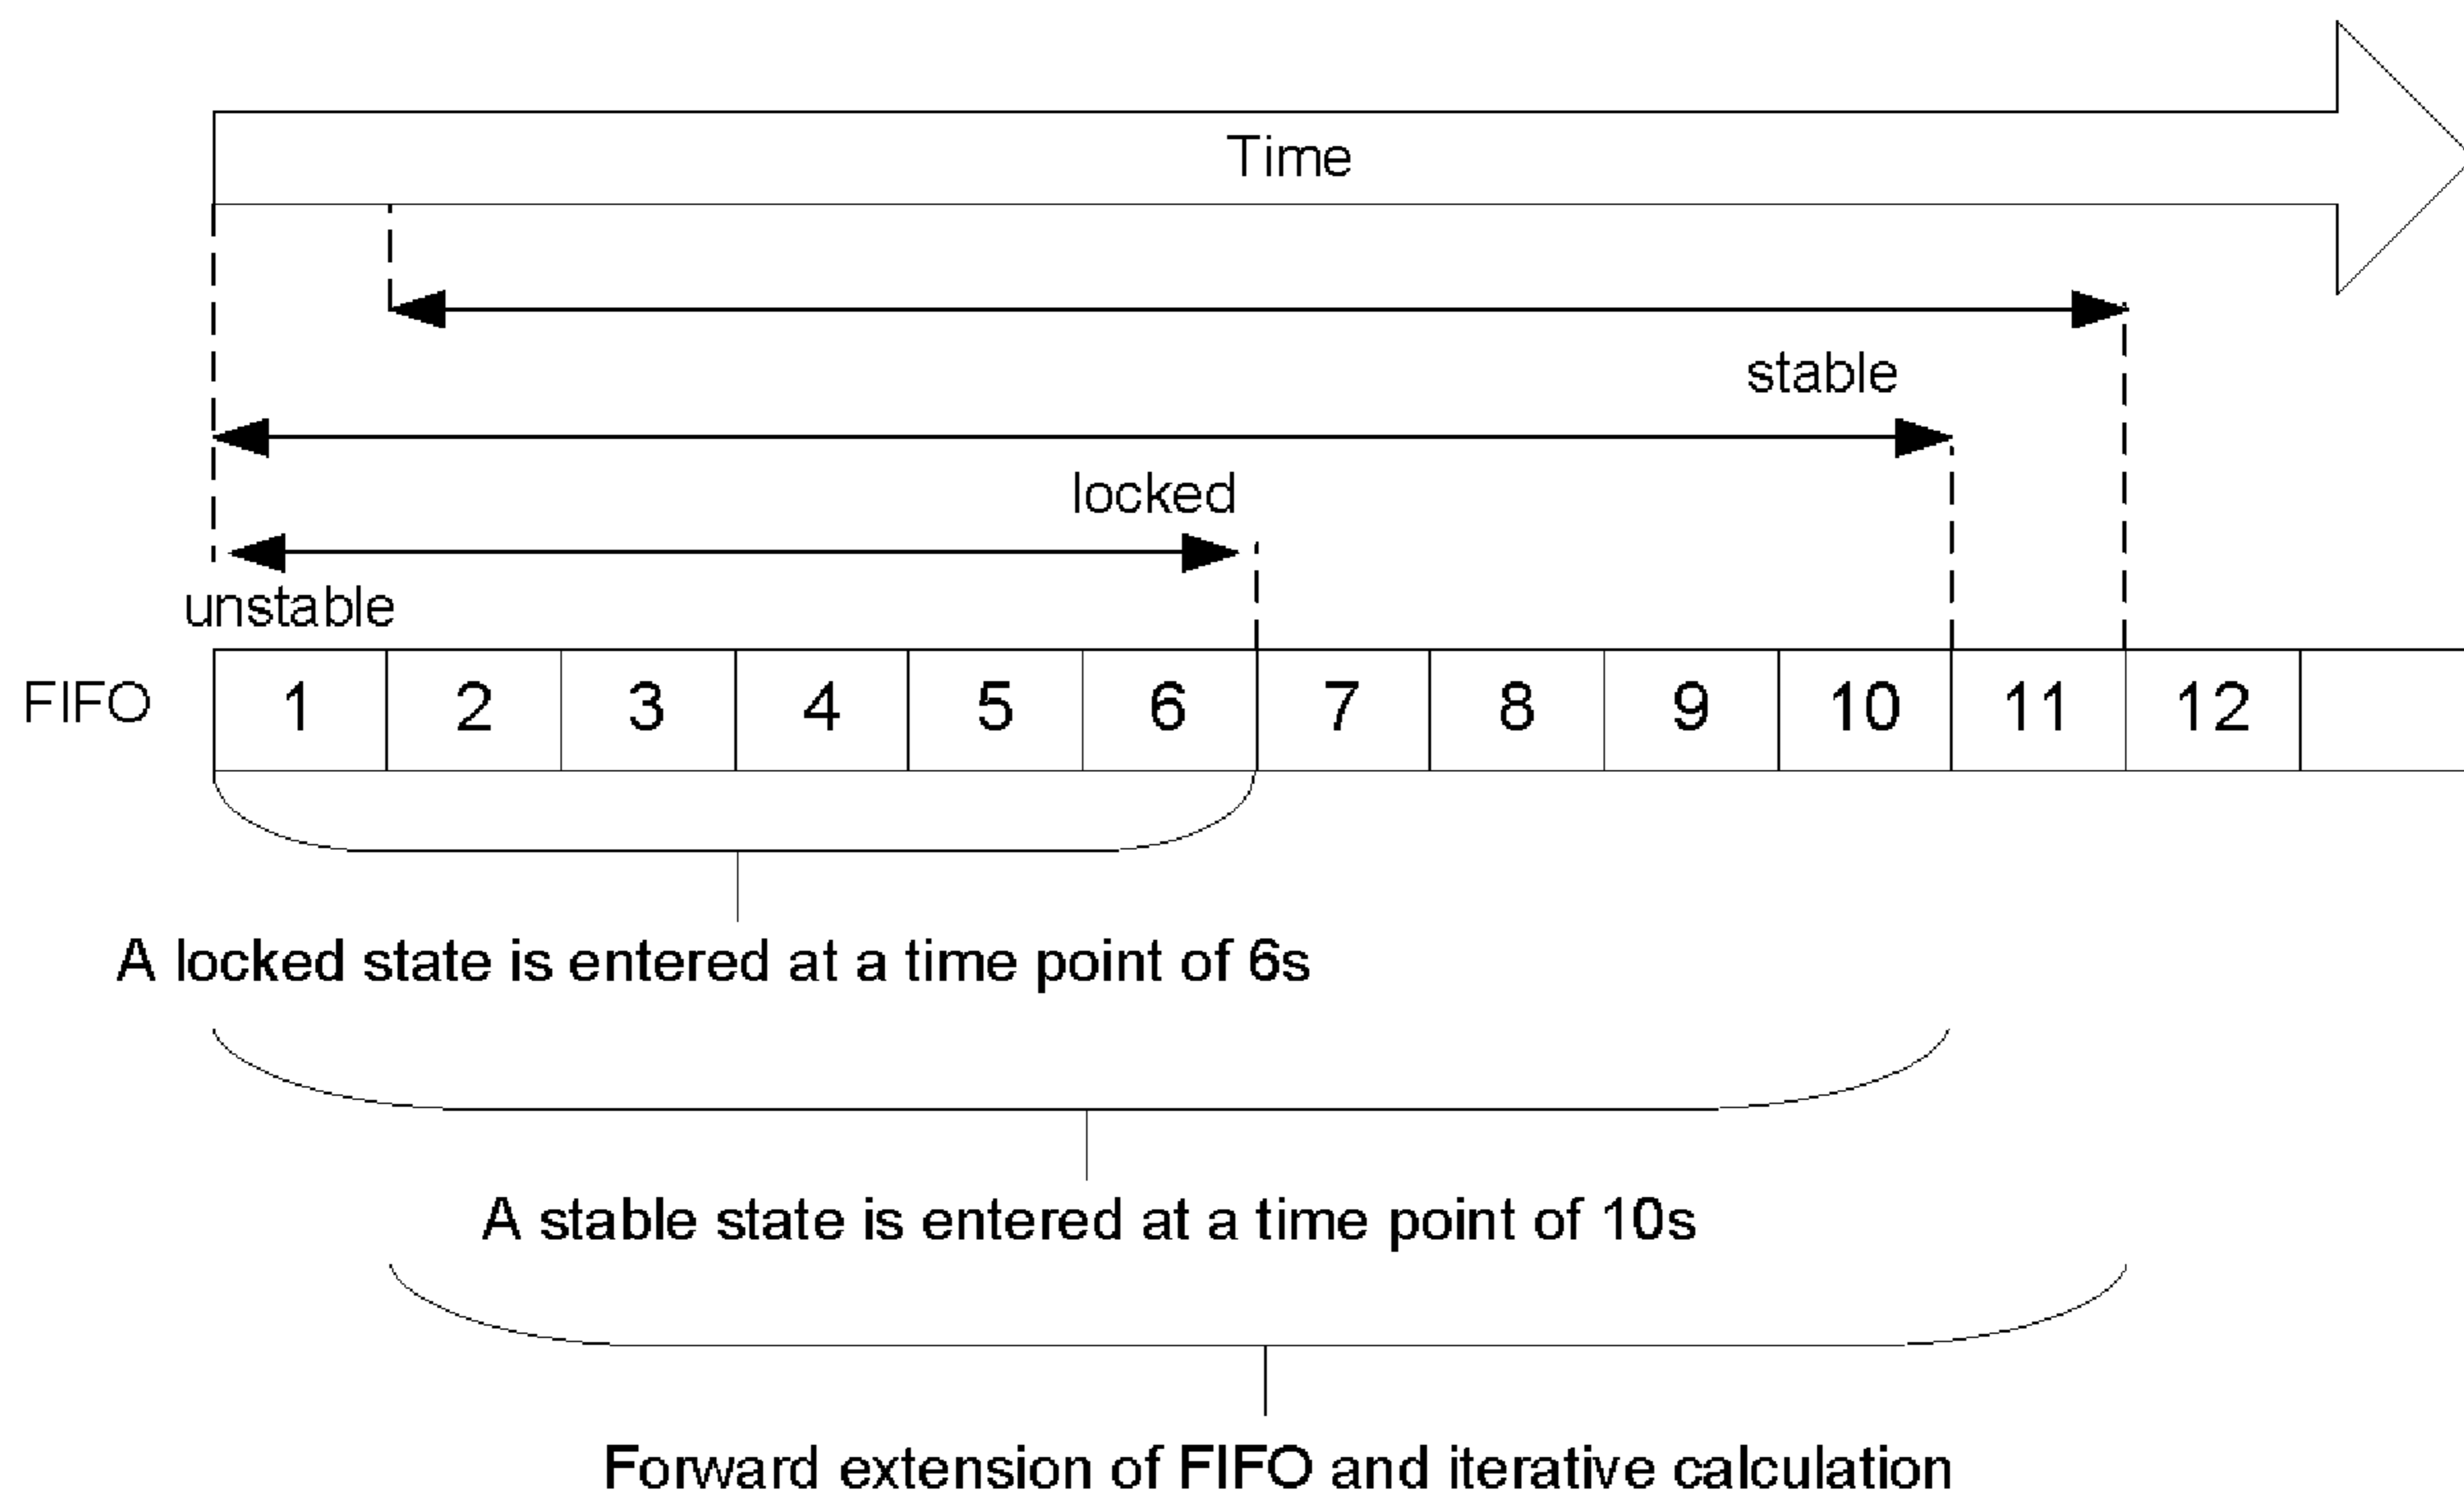 Time
stable
locked
unstable
FIFO 1 2 3 4 5 6 7 8 9 10 11 12
A locked state is entered at a time point of 6s
A stable state is entered at a time point of 10s
Forward extension of FIFO and iterative calculation